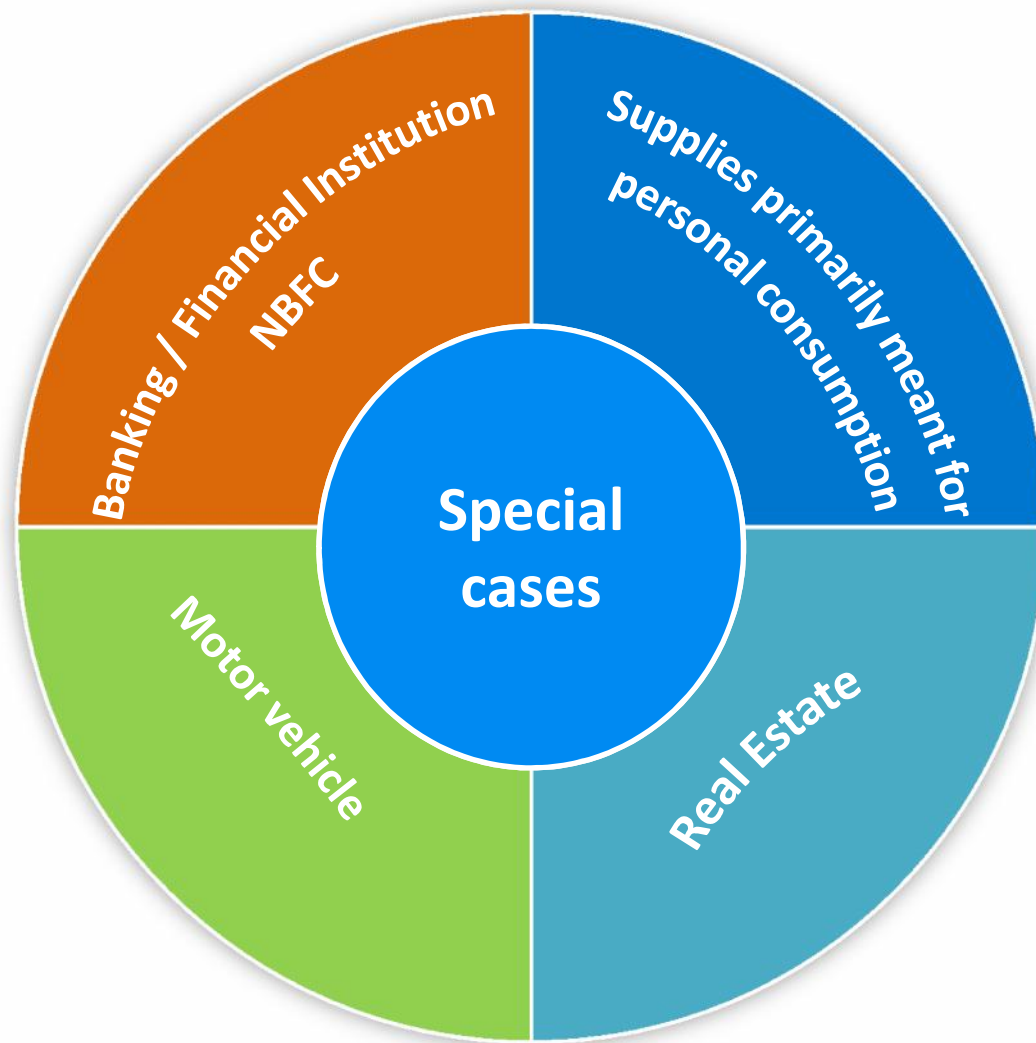 Banking / Financial Institution
NBFC
Supplies primarily meant for
personal consumption
Special
cases
Motor vehicle
Real Estate